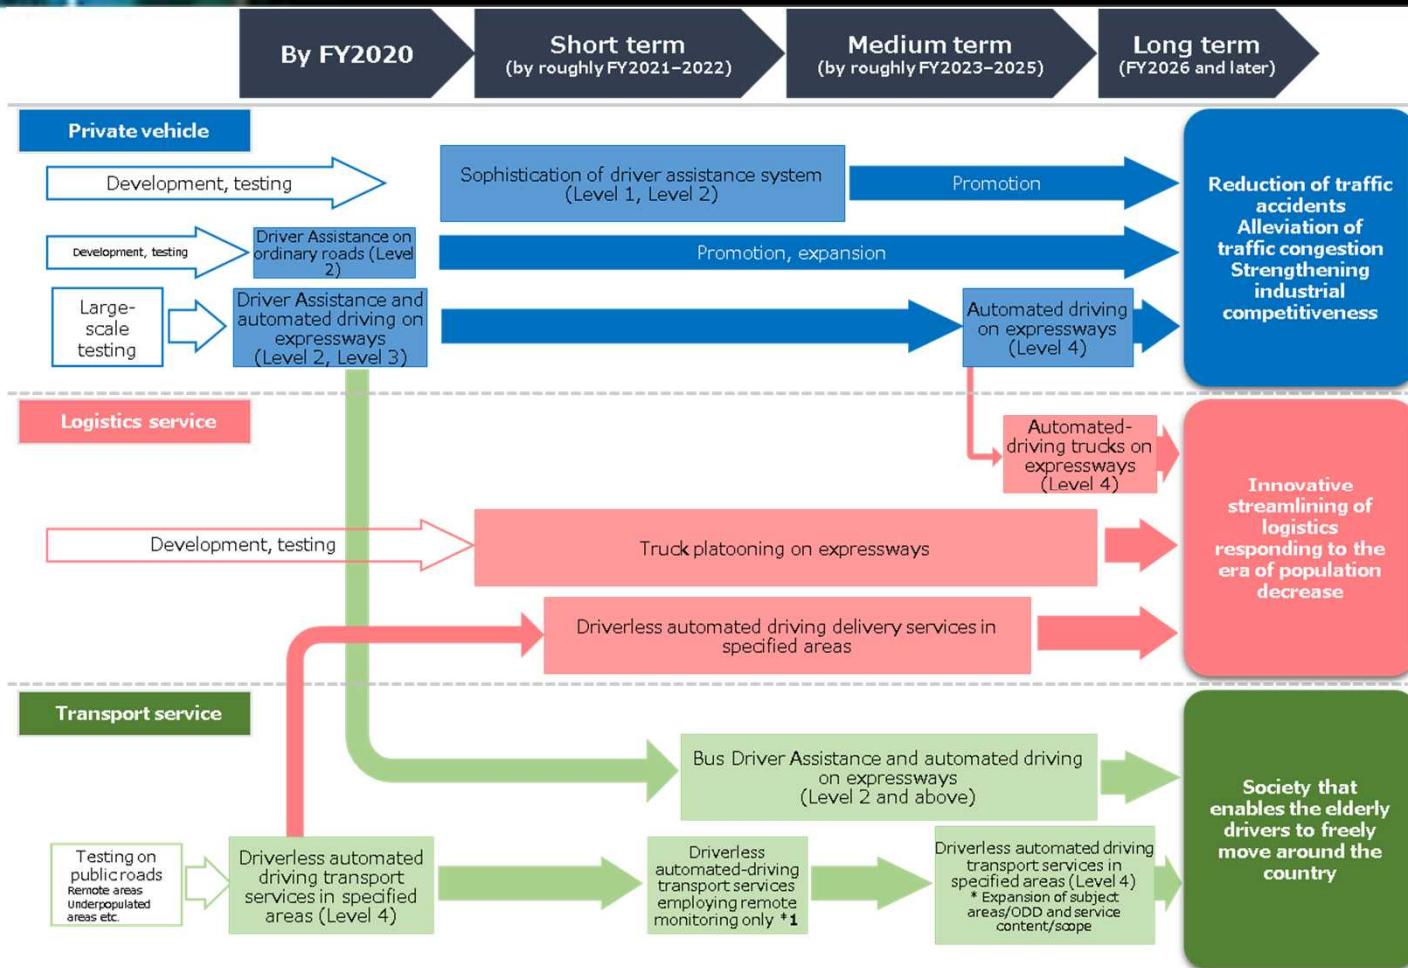 By FY2020
Short term
(by roughly FY2021–2022)
Medium term
(by roughly FY2023–2025)
Long term
(FY2026 and later)
Private vehicle
Development, testing
Sophistication of driver assistance system
(Level 1, Level 2)
Promotion
Development, testing
Driver Assistance on
ordinary roads (Level
2)
Promotion, expansion
Large-
scale
testing
Driver Assistance and
automated driving on
expressways
(Level 2, Level 3)
Automated driving
on expressways
(Level 4)
Reduction of traffic
accidents
Alleviation of
traffic congestion
Strengthening
industrial
competitiveness
Logistics service
Automated-
driving trucks on
expressways
(Level 4)
Development, testing
Truck platooning on expressways
Driverless automated driving delivery services in
specified areas
Innovative
streamlining of
logistics
responding to the
era of population
decrease
Transport service
Bus Driver Assistance and automated driving
on expressways
(Level 2 and above)
Testing on
public roads
Remote areas
Underpopulated
areas etc.
Driverless automated
driving transport
services in specified
areas (Level 4)
Driverless
automated-driving
transport services
employing remote
monitoring only *1
Driverless automated driving
transport services in
specified areas (Level 4)
* Expansion of subject
areas/ODD and service
content/scope
Society that
enables the elderly
drivers to freely
move around the
country